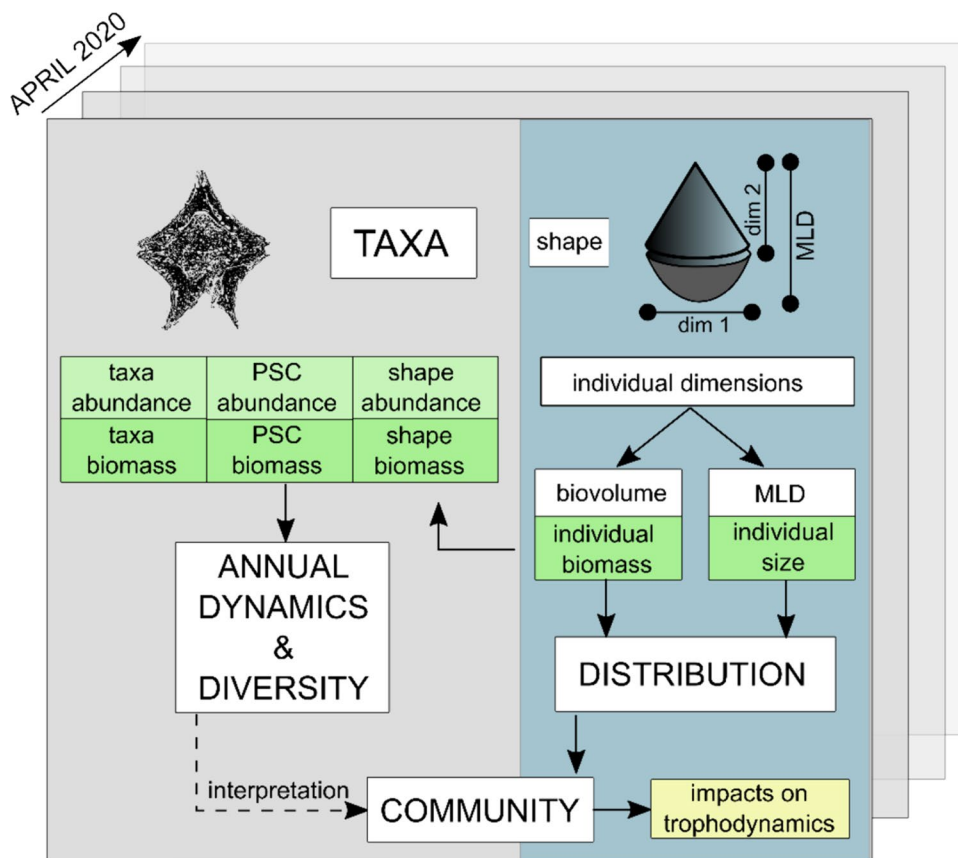 APRIL 2020
TAXA
shape
dim 2
MLD
dim 1
taxa
abundance
PSC
abundance
shape
abundance
taxa
biomass
PSC
biomass
shape
biomass
individual dimensions
biovolume
individual
biomass
MLD
individual
size
ANNUAL
DYNAMICS
&
DIVERSITY
DISTRIBUTION
interpretation
COMMUNITY
impacts on
trophodynamics